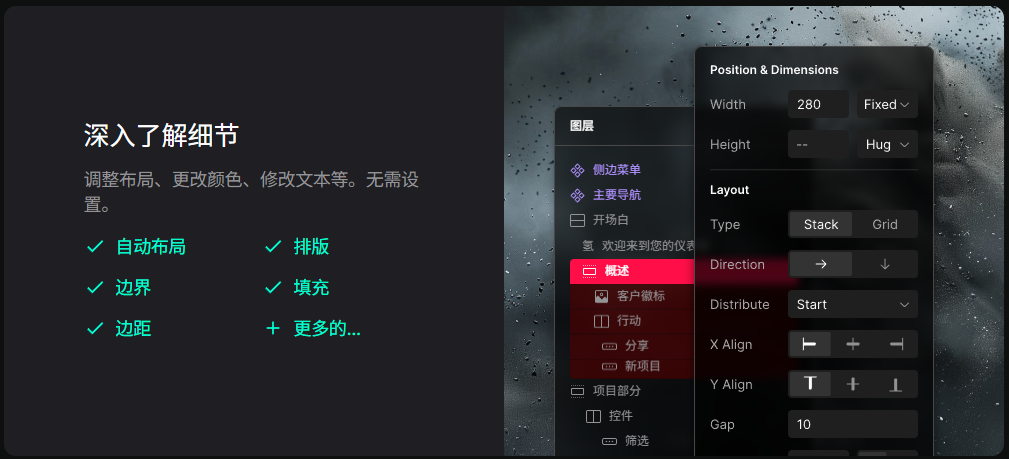 深入了解细节
调整布局、更改颜色、修改文本等。无需设
置。
自动布局
排版
边界
填充
边距
更多的...
图层
侧边菜单
主要导航
开场白
氢 欢迎来到您的仪表
概述
客户徽标
行动
分享
新项目
项目部分
控件
筛选
Position & Dimensions
Width 280 Fixed
Height -- Hug
Layout
Type Stack Grid
Direction
Distribute Start
X Align
Y Align
Gap 10